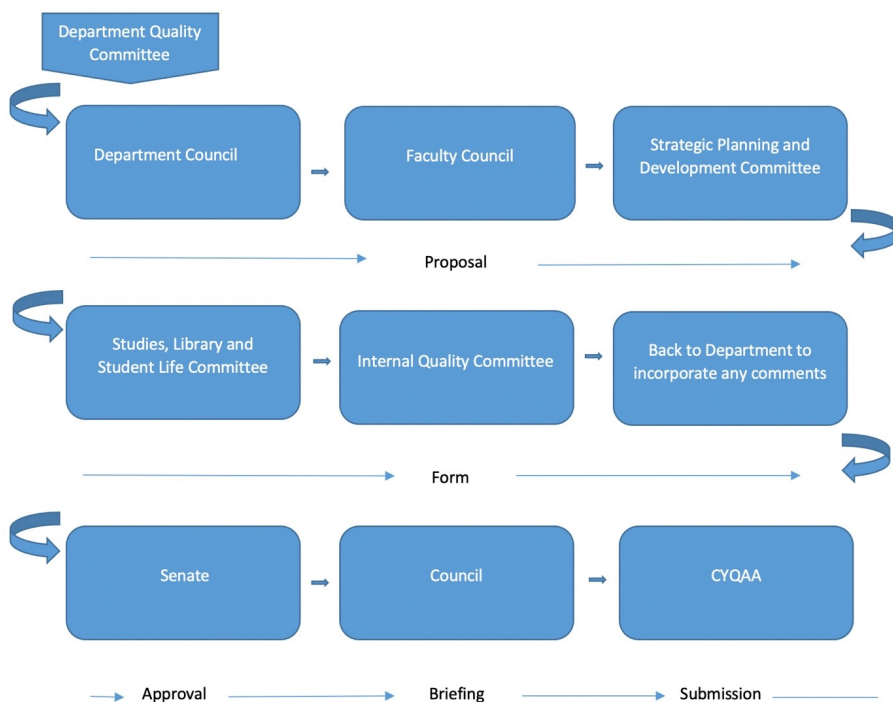 Department Quality
Committee
Department Council
Faculty Council
Strategic Planning and
Development Committee
Proposal
Studies, Library and
Student Life Committee
Internal Quality Committee
Back to Department to
incorporate any comments
Form
Senate
Council
CYQAA
Approval
Briefing
Submission